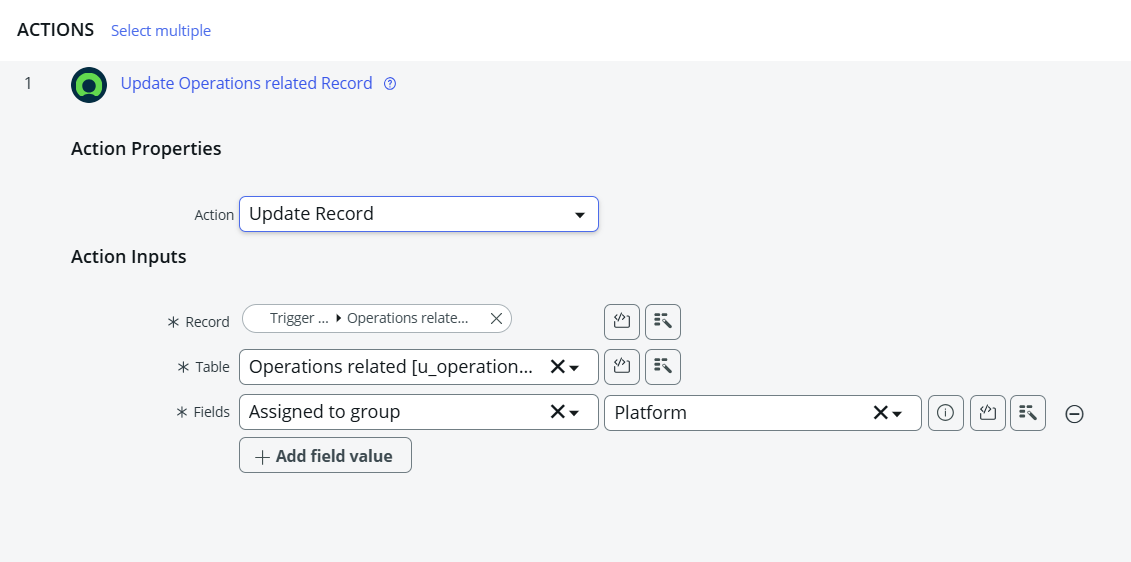 ACTIONS Select multiple
1 Update Operations related Record
Action Properties
Action Update Record
Action Inputs
* Record Trigger ... Operations relate...
* Table Operations related [u_operation...
* Fields Assigned to group Platform
+ Add field value